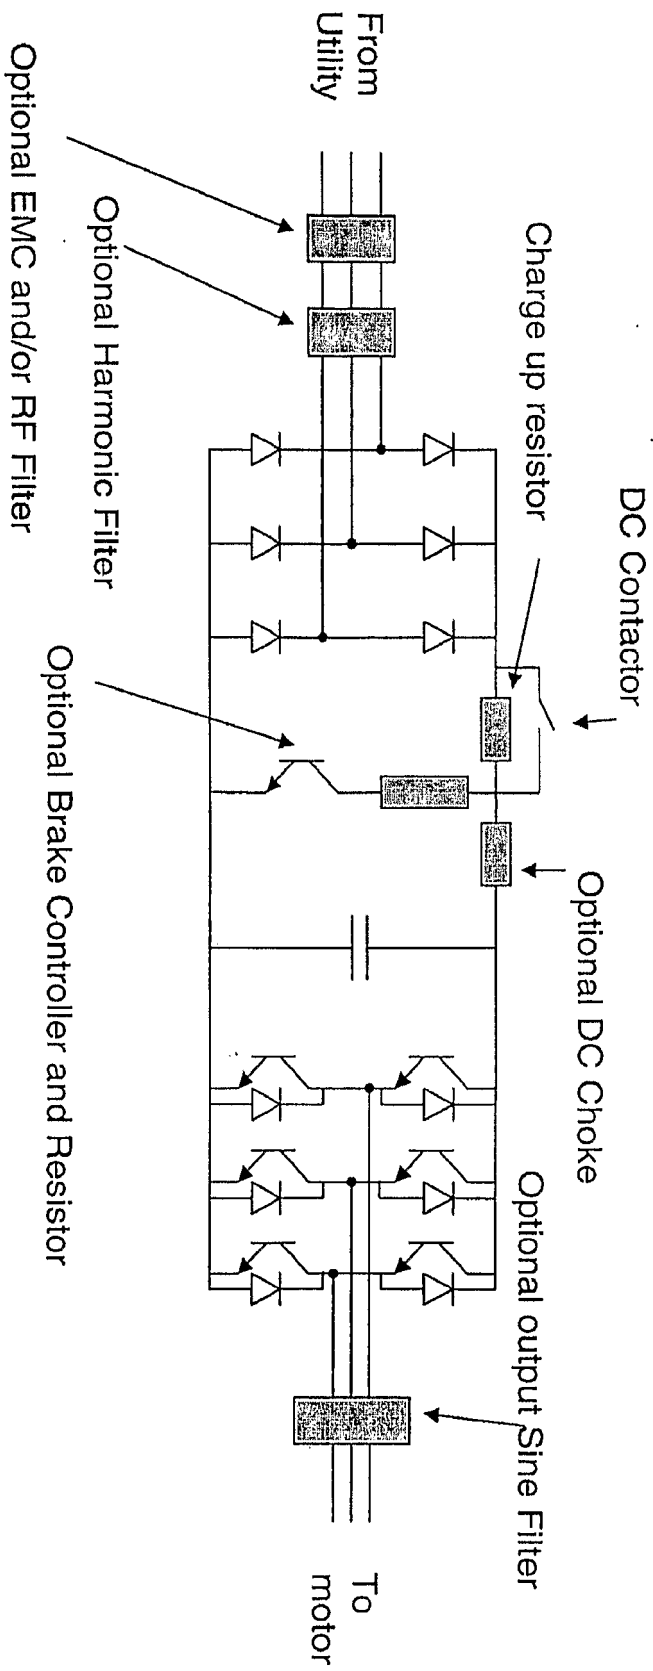 From
Utility
Optional EMC and/or RF Filter
Optional Harmonic Filter
Charge up resistor
DC Contactor
Optional Brake Controller and Resistor
Optional DC Choke
Optional output Sine Filter
To
motor